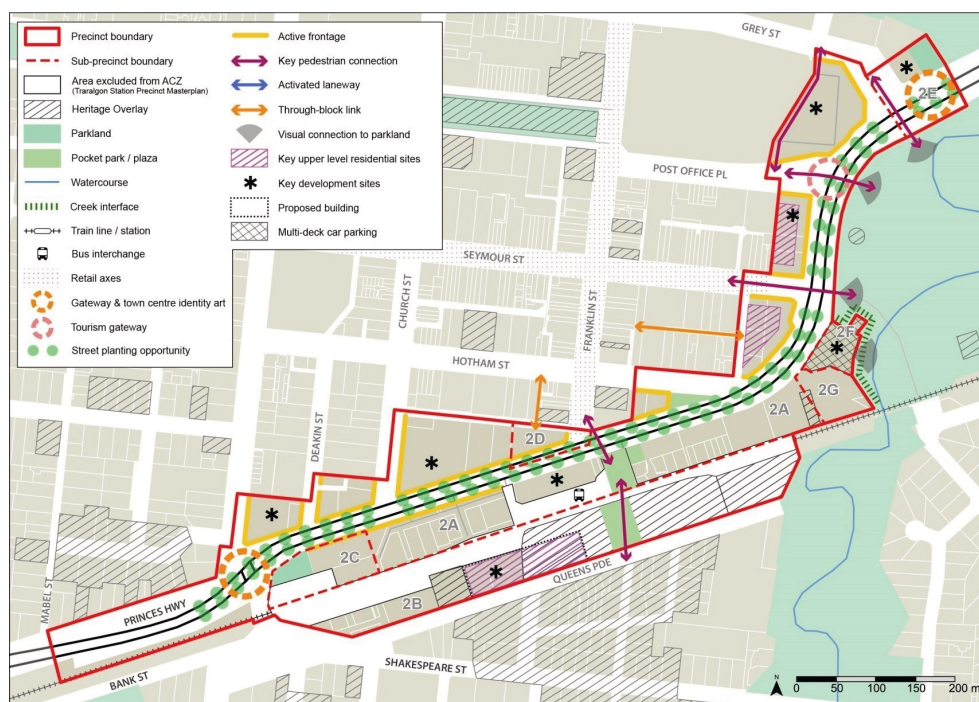 Precinct boundary
Sub-precinct boundary
Area excluded from ACZ
(Traralgon Station Precinct Masterplan)
Heritage Overlay
Parkland
Pocket park / plaza
Watercourse
Creek interface
Train line / station
Bus interchange
Retail axes
Gateway & town centre identity art
Tourism gateway
Street planting opportunity
Active frontage
Key pedestrian connection
Activated laneway
Through-block link
Visual connection to parkland
Key upper level residential sites
Key development sites
Proposed building
Multi-deck car parking
GREY ST
2E
POST OFFICE PL
SEYMOUR ST
CHURCH ST
FRANKLIN ST
HOTHAM ST
2F
2G
2A
DEAKIN ST
2D
2A
2C
2B
QUEENS PDE
MABEL ST
PRINCES HWY
BANK ST
SHAKESPEARE ST
N
0 50 100 150 200 m